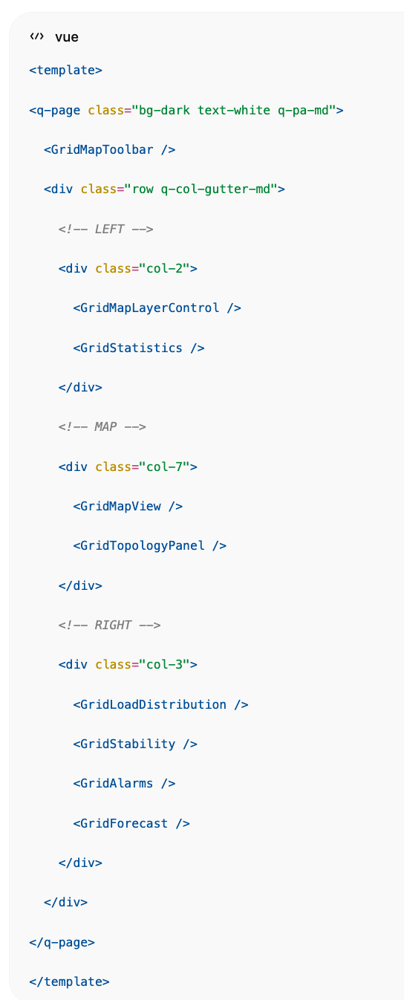 vue
<template>
<q-page class="bg-dark text-white q-pa-md">
<GridMapToolbar />
<div class="row q-col-gutter-md">
<!-- LEFT -->
<div class="col-2">
<GridMapLayerControl />
<GridStatistics />
</div>
<!-- MAP -->
<div class="col-7">
<GridMapView />
<GridTopologyPanel />
</div>
<!-- RIGHT -->
<div class="col-3">
<GridLoadDistribution />
<GridStability />
<GridAlarms />
<GridForecast />
</div>
</div>
</q-page>
</template>